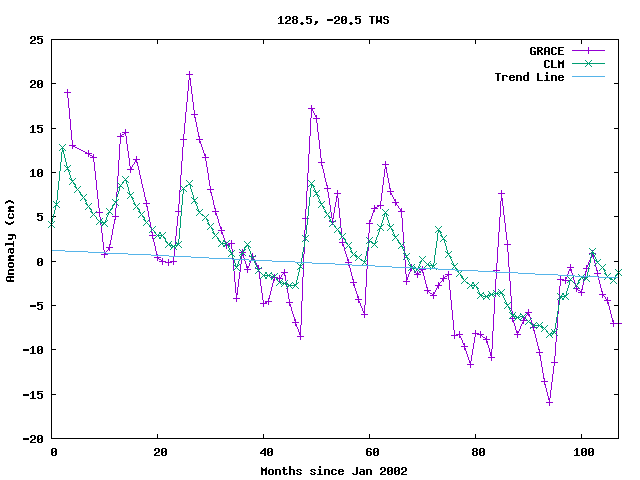 128.5, -20.5 TWS
GRACE
CLM
Trend Line
25
20
15
10
5
0
-5
-10
-15
-20
Anomaly (cm)
0 20 40 60 80 100
Months since Jan 2002